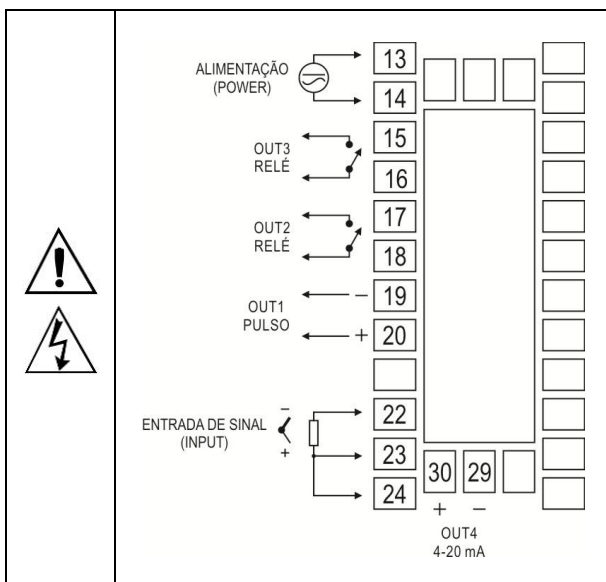 ALIMENTAÇÃO
(POWER)
13
14
OUT3
RELÉ
15
16
OUT2
RELÉ
17
18
OUT1
PULSO
− 19
+ 20
ENTRADA DE SINAL
(INPUT)
−
+
22
23
24
30 29
+ −
OUT4
4-20 mA